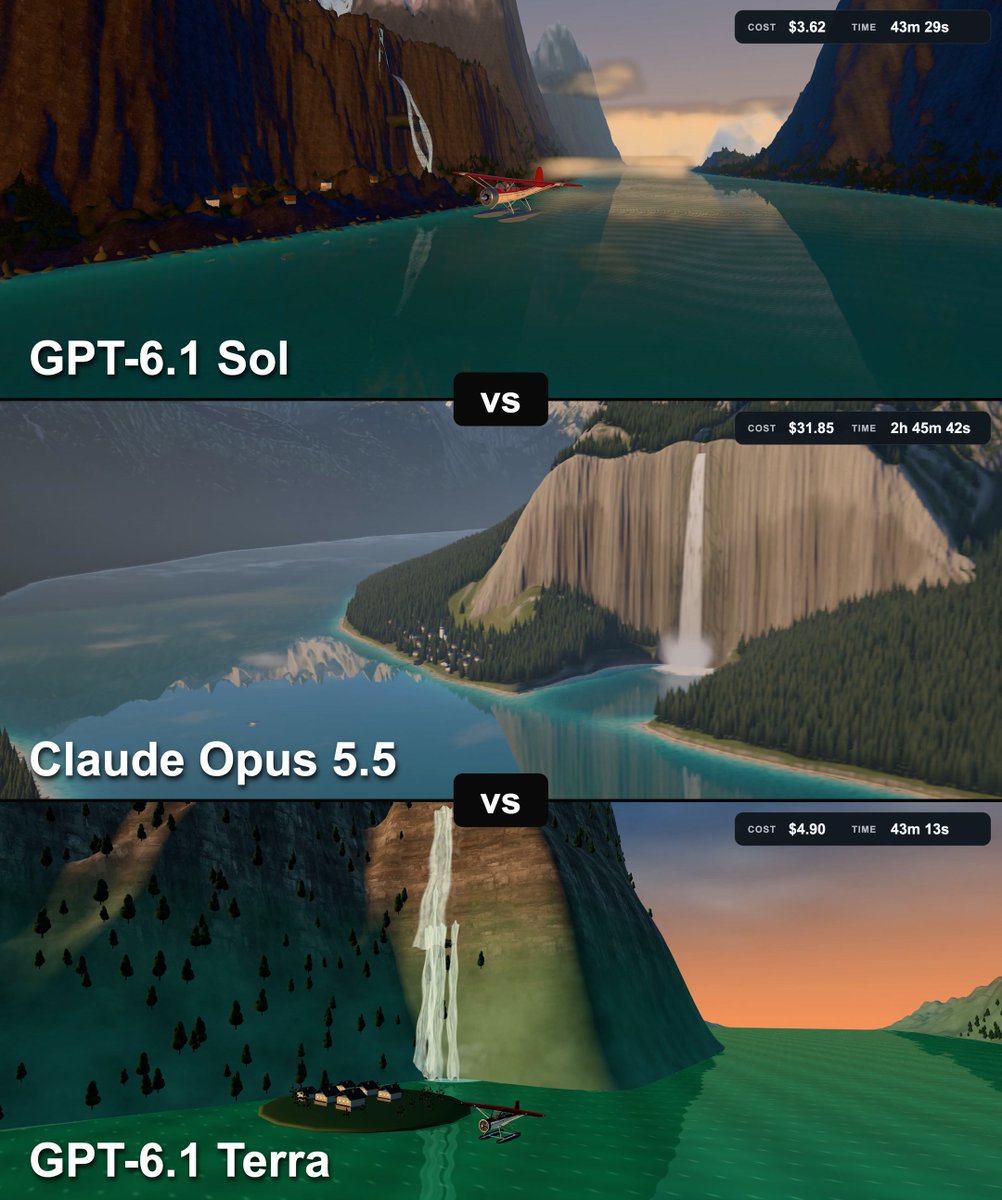 COST $3.62 TIME 43m 29s
GPT-6.1 Sol
VS
COST $31.85 TIME 2h 45m 42s
Claude Opus 5.5
VS
COST $4.90 TIME 43m 13s
GPT-6.1 Terra